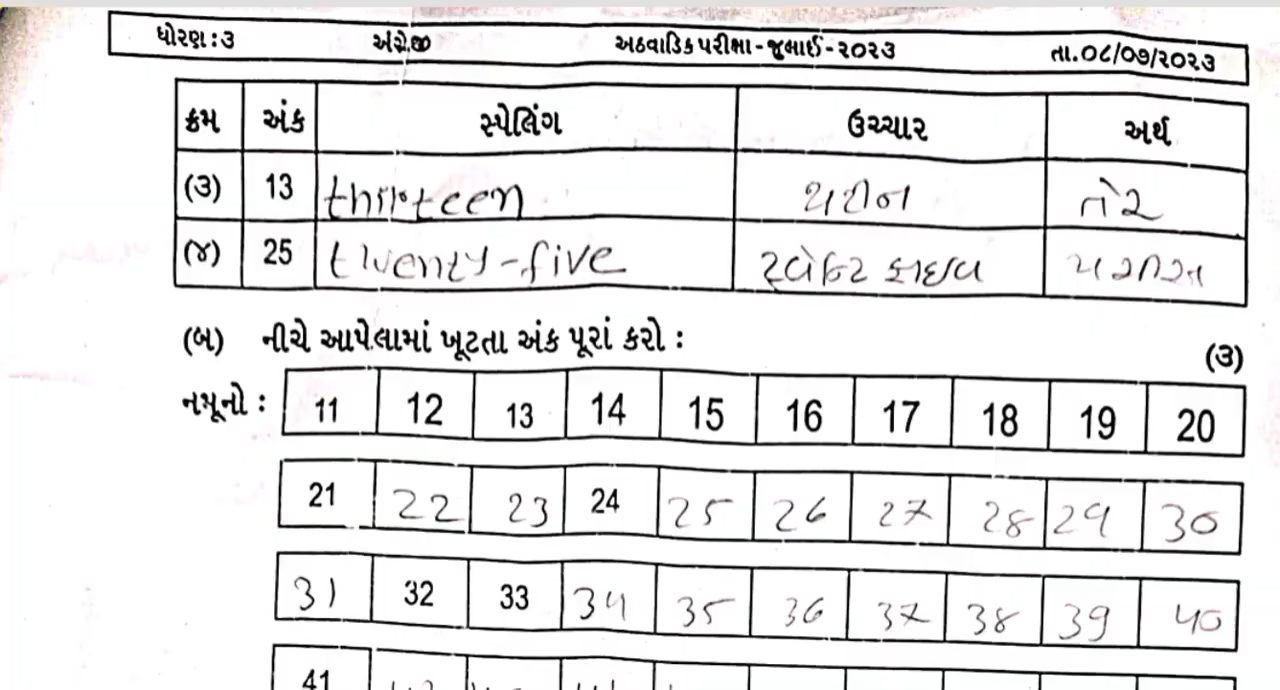 ધોરણ : ૩ અંગ્રેજી અઠવાડિક પરીક્ષા - જુલાઈ - ૨૦૨૩ તા.૦૮/૦૭/૨૦૨૩
ક્રમ અંક સ્પેલિંગ ઉચ્ચાર અર્થ
(૩) 13 thirteen થર્ટીન તેર
(૪) 25 twenty-five ફાઇવ
(બ) નીચે આપેલામાં ખૂટતા અંક પૂરાં કરો : (૩)
નમૂનો : 11 12 13 14 15 16 17 18 19 20
21 22 23 24 25 26 27 28 29 30
31 32 33 34 35 36 37 38 39 40
41